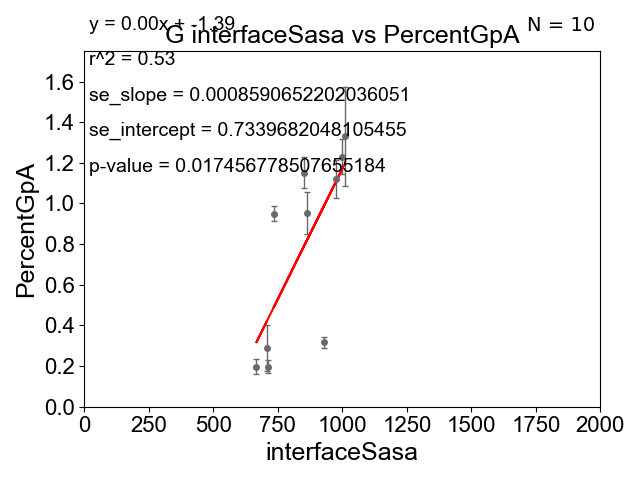 y = 0.00x + -1.39
N = 10
G interfaceSasa vs PercentGpA
r^2 = 0.53
se_slope = 0.0008590652202036051
se_intercept = 0.7339682048105455
p-value = 0.017456778507655184
PercentGpA
1.6
1.4
1.2
1.0
0.8
0.6
0.4
0.2
0.0
0 250 500 750 1000 1250 1500 1750 2000
interfaceSasa